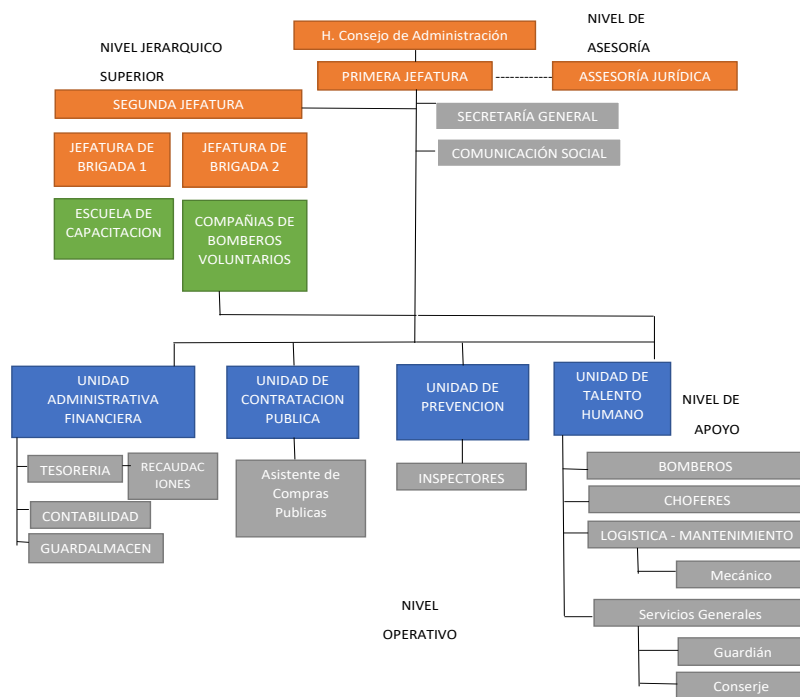 NIVEL JERARQUICO
SUPERIOR
H. Consejo de Administración
NIVEL DE
ASESORÍA
PRIMERA JEFATURA
ASSESORÍA JURÍDICA
SEGUNDA JEFATURA
SECRETARÍA GENERAL
COMUNICACIÓN SOCIAL
JEFATURA DE
BRIGADA 1
JEFATURA DE
BRIGADA 2
ESCUELA DE
CAPACITACION
COMPAÑIAS DE
BOMBEROS
VOLUNTARIOS
UNIDAD
ADMINISTRATIVA
FINANCIERA
UNIDAD DE
CONTRATACION
PUBLICA
UNIDAD DE
PREVENCION
UNIDAD DE
TALENTO
HUMANO
NIVEL DE
APOYO
TESORERIA
RECAUDAC
IONES
CONTABILIDAD
GUARDALMACEN
Asistente de
Compras
Publicas
INSPECTORES
BOMBEROS
CHOFERES
LOGISTICA - MANTENIMIENTO
Mecánico
Servicios Generales
Guardián
Conserje
NIVEL
OPERATIVO